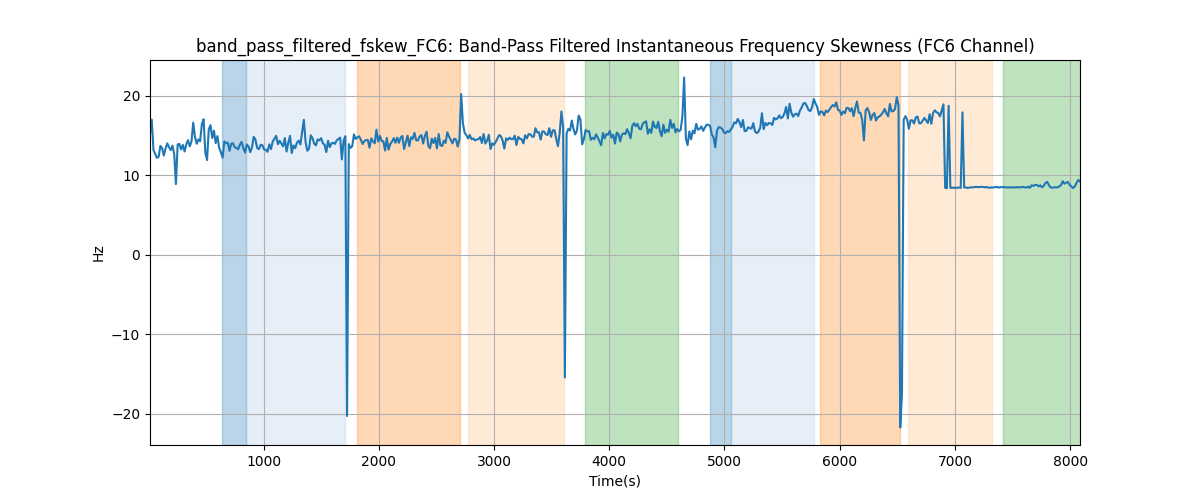 band_pass_filtered_fskew_FC6: Band-Pass Filtered Instantaneous Frequency Skewness (FC6 Channel)
20
10
0
−10
−20
Hz
1000 2000 3000 4000 5000 6000 7000 8000
Time(s)